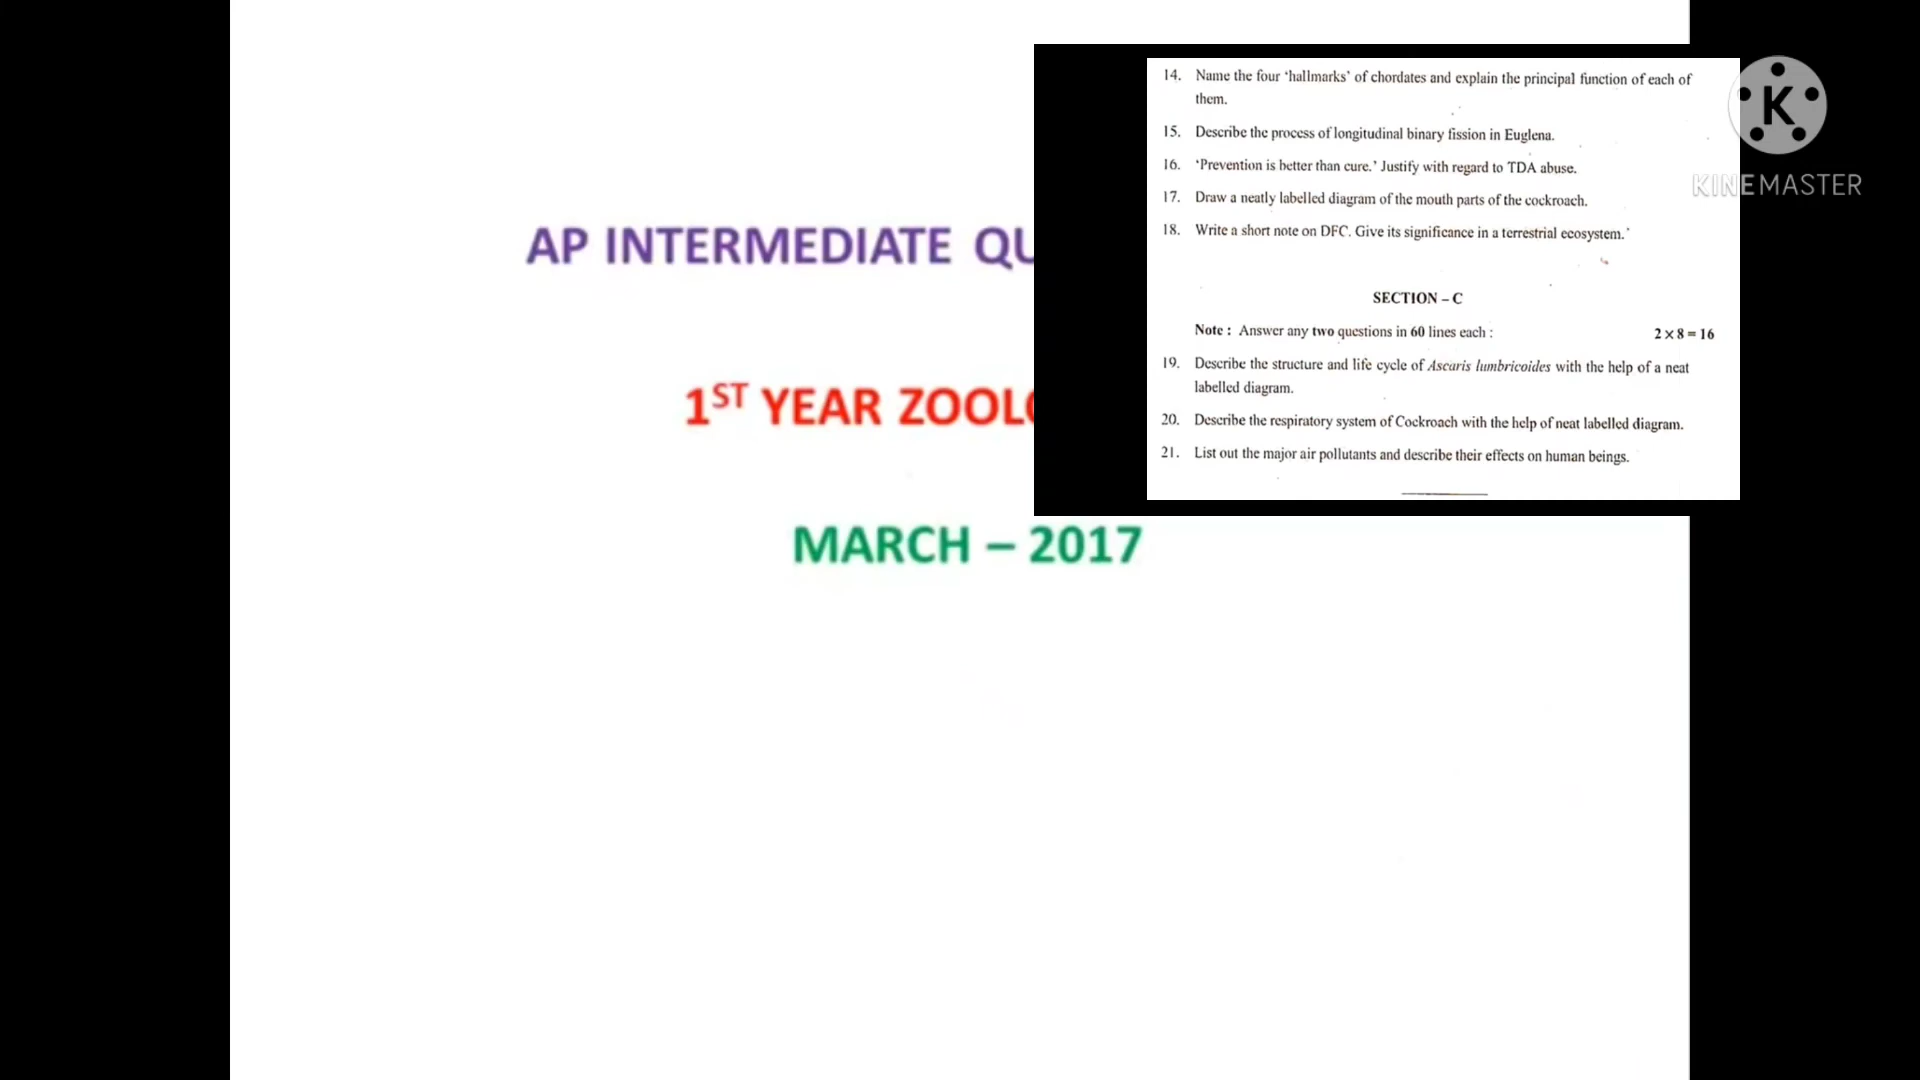 AP INTERMEDIATE QU
1ST YEAR ZOOLO
MARCH – 2017
14. Name the four ‘hallmarks’ of chordates and explain the principal function of each of
them.
15. Describe the process of longitudinal binary fission in Euglena.
16. ‘Prevention is better than cure.’ Justify with regard to TDA abuse.
17. Draw a neatly labelled diagram of the mouth parts of the cockroach.
18. Write a short note on DFC. Give its significance in a terrestrial ecosystem.
SECTION – C
Note : Answer any two questions in 60 lines each : 2 × 8 = 16
19. Describe the structure and life cycle of Ascaris lumbricoides with the help of a neat
labelled diagram.
20. Describe the respiratory system of Cockroach with the help of neat labelled diagram.
21. List out the major air pollutants and describe their effects on human beings.
K
KINEMASTER